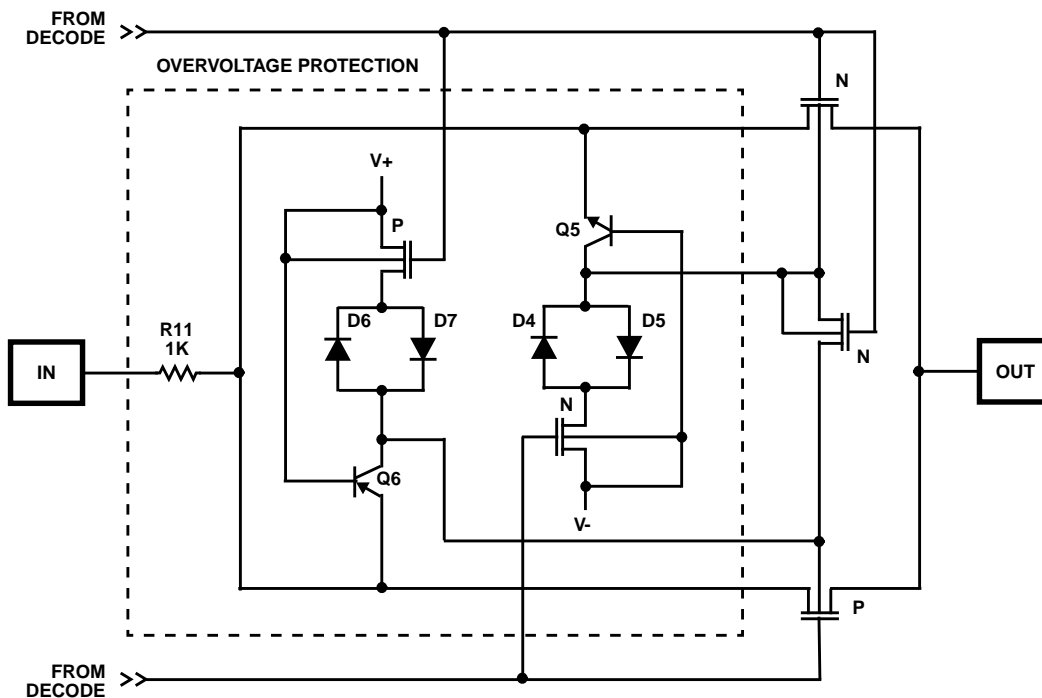 FROM
DECODE
OVERVOLTAGE PROTECTION
N
V+
P
Q5
D6
D7
D4
D5
R11
1K
IN
N
OUT
N
Q6
V-
P
FROM
DECODE